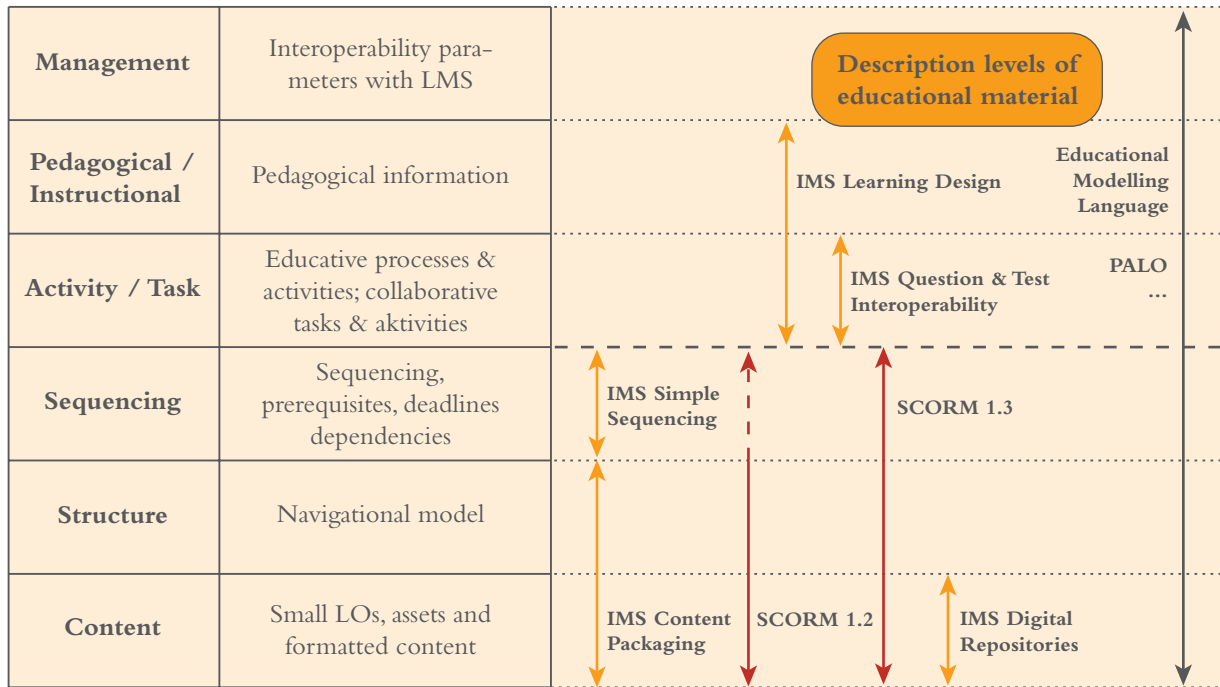 Management
Interoperability para-
meters with LMS
Description levels of
educational material
Pedagogical /
Instructional
Pedagogical information
IMS Learning Design
Educational
Modelling
Language
Activity / Task
Educative processes &
activities; collaborative
tasks & aktivities
IMS Question & Test
Interoperability
PALO
...
Sequencing
Sequencing,
prerequisites, deadlines
dependencies
IMS Simple
Sequencing
SCORM 1.3
Structure
Navigational model
Content
Small LOs, assets and
formatted content
IMS Content
Packaging
SCORM 1.2
IMS Digital
Repositories